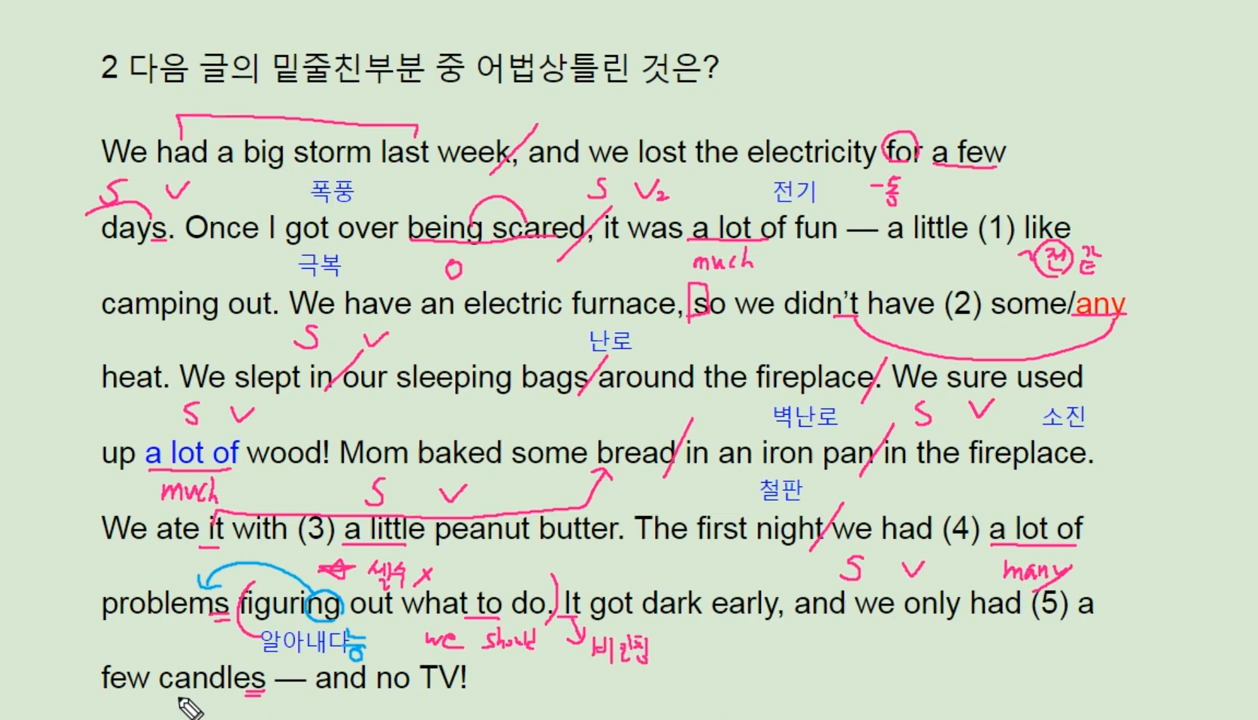 2 다음 글의 밑줄친부분 중 어법상틀린 것은?
We had a big storm last week, and we lost the electricity for a few
S V 폭풍 S V₂ 전기 -동
days. Once I got over being scared, it was a lot of fun — a little (1) like
극복 O much 전
camping out. We have an electric furnace, so we didn't have (2) some/any
S V 난로
heat. We slept in our sleeping bags around the fireplace. We sure used
S V 벽난로 S V 소진
up a lot of wood! Mom baked some bread in an iron pan in the fireplace.
much S V 철판
We ate it with (3) a little peanut butter. The first night we had (4) a lot of
셀수 x S V many
problems figuring out what to do. It got dark early, and we only had (5) a
알아내다 능 we should 비인칭
few candles — and no TV!